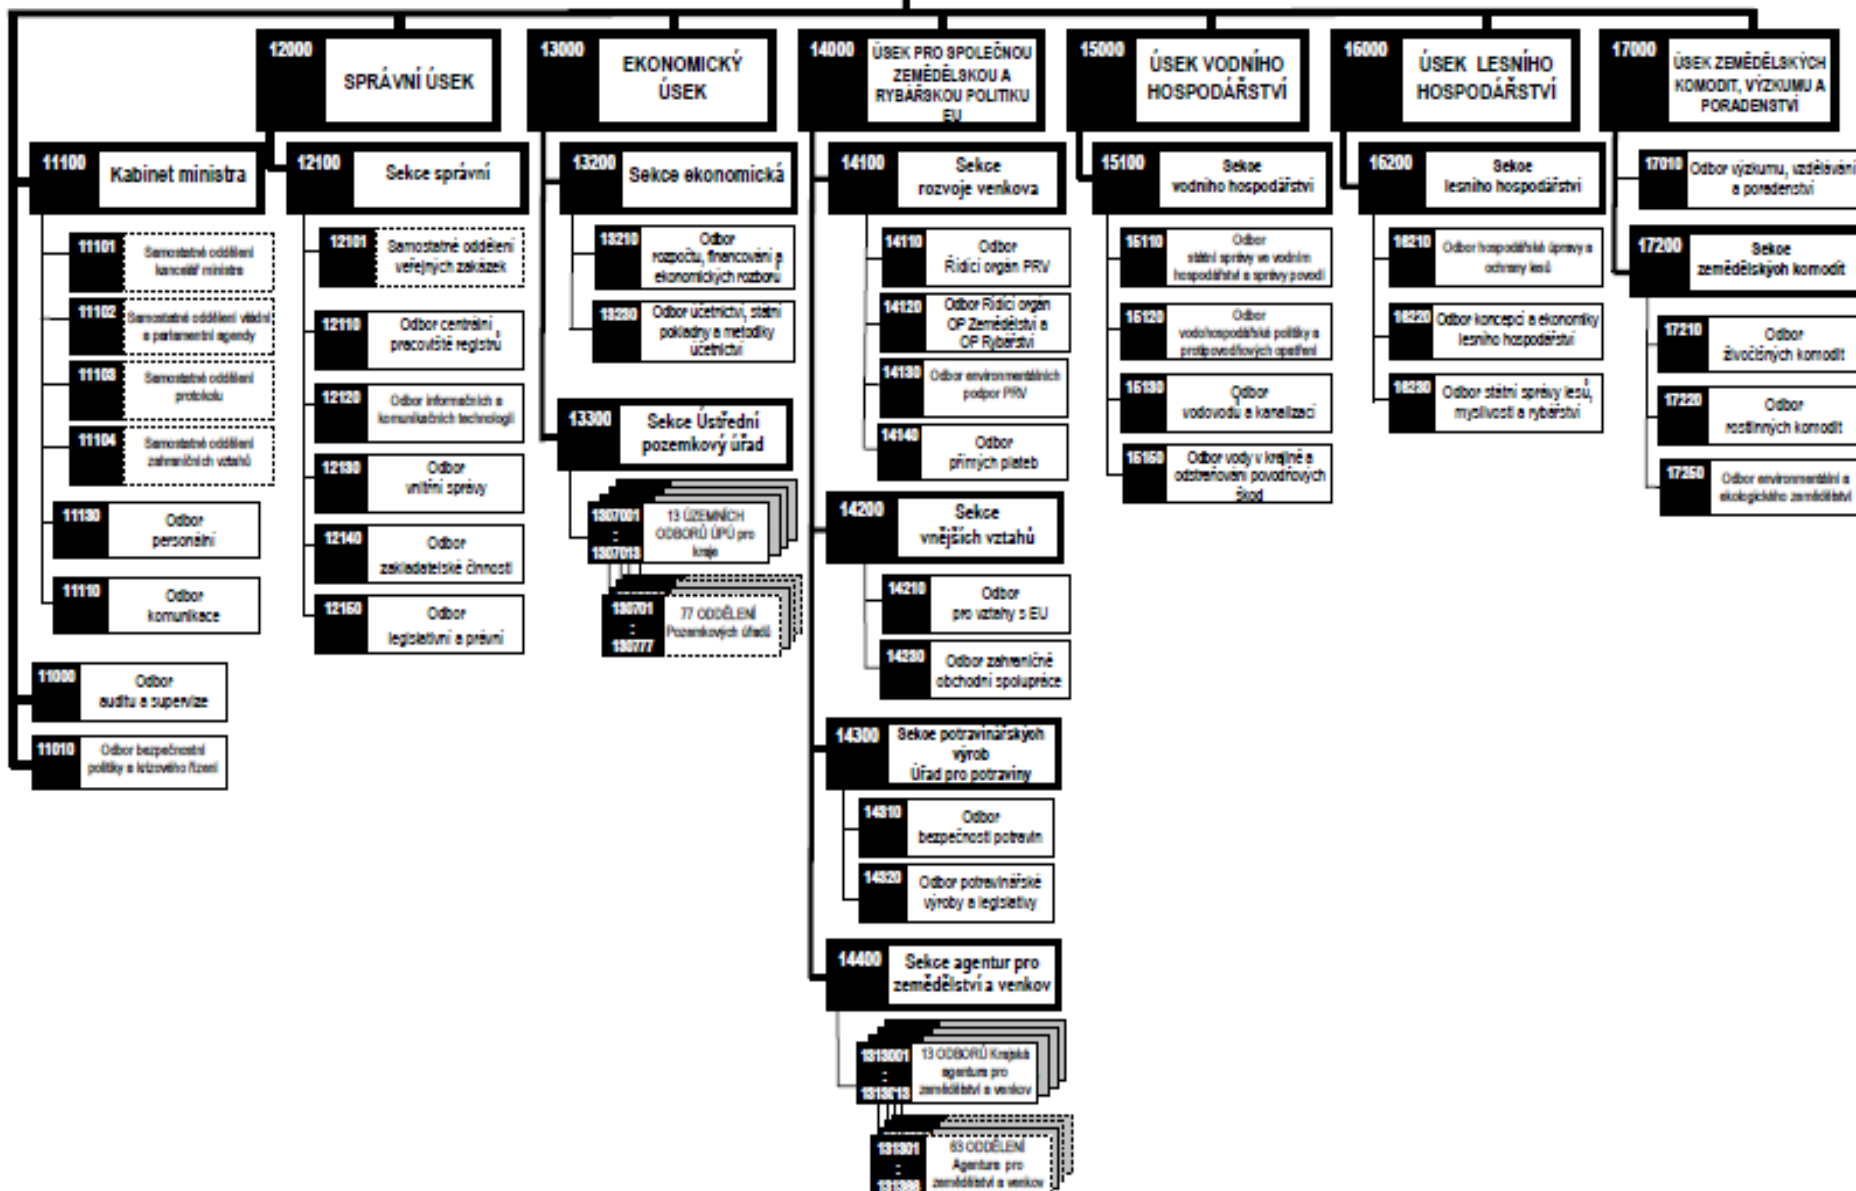 12000
SPRÁVNÍ ÚSEK
13000
EKONOMICKÝ
ÚSEK
14000
ÚSEK PRO SPOLEČNOU
ZEMĚDĚLSKOU A
RYBÁŘSKOU POLITIKU
EU
15000
ÚSEK VODNÍHO
HOSPODÁŘSTVÍ
16000
ÚSEK LESNÍHO
HOSPODÁŘSTVÍ
17000
ÚSEK ZEMĚDĚLSKÝCH
KOMODIT, VÝZKUMU A
PORADENSTVÍ
11100
Kabinet ministra
11101
Samostatné oddělení
kancelář ministra
11102
Samostatné oddělení vládní
a parlamentní agendy
11103
Samostatné oddělení
protokolu
11104
Samostatné oddělení
zahraničních vztahů
11130
Odbor
personální
11110
Odbor
komunikace
11000
Odbor
auditu a supervize
11010
Odbor bezpečnostní
politiky a krizového řízení
12100
Sekce správní
12101
Samostatné oddělení
veřejných zakázek
12110
Odbor centrální
pracoviště registrů
12120
Odbor informačních a
komunikačních technologií
12130
Odbor
vnitřní správy
12140
Odbor
zakladatelské činnosti
12150
Odbor
legislativní a právní
13200
Sekce ekonomická
13210
Odbor
rozpočtu, financování a
ekonomických rozborů
13230
Odbor účetnictví, státní
pokladny a metodiky
účetnictví
13300
Sekce Ústřední
pozemkový úřad
1307001
:
1307013
13 ÚZEMNÍCH
ODBORŮ ÚPÚ pro
kraje
130701
:
130777
77 ODDĚLENÍ
Pozemkových úřadů
14100
Sekce
rozvoje venkova
14110
Odbor
Řídící orgán PRV
14120
Odbor Řídící orgán
OP Zemědělství a
OP Rybářství
14130
Odbor environmentálních
podpor PRV
14140
Odbor
přímých plateb
14200
Sekce
vnějších vztahů
14210
Odbor
pro vztahy s EU
14230
Odbor zahraničně
obchodní spolupráce
14300
Sekce potravinářských
výrob
Úřad pro potraviny
14310
Odbor
bezpečnosti potravin
14320
Odbor potravinářské
výroby a legislativy
14400
Sekce agentur pro
zemědělství a venkov
1313001
:
1313013
13 ODBORŮ Krajská
agentura pro
zemědělství a venkov
131301
:
63 ODDĚLENÍ
Agentura pro
zemědělství a venkov
15100
Sekce
vodního hospodářství
15110
Odbor
státní správy ve vodním
hospodářství a správy povodí
15120
Odbor
vodohospodářské politiky a
protipovodňových opatření
15130
Odbor
vodovodů a kanalizací
15150
Odbor vody v krajině a
odstraňování povodňových
škod
16200
Sekce
lesního hospodářství
16210
Odbor hospodářské úpravy a
ochrany lesů
16220
Odbor koncepcí a ekonomiky
lesního hospodářství
16230
Odbor státní správy lesů,
myslivosti a rybářství
17010
Odbor výzkumu, vzdělávání
a poradenství
17200
Sekce
zemědělských komodit
17210
Odbor
živočišných komodit
17220
Odbor
rostlinných komodit
17250
Odbor environmentální a
ekologického zemědělství